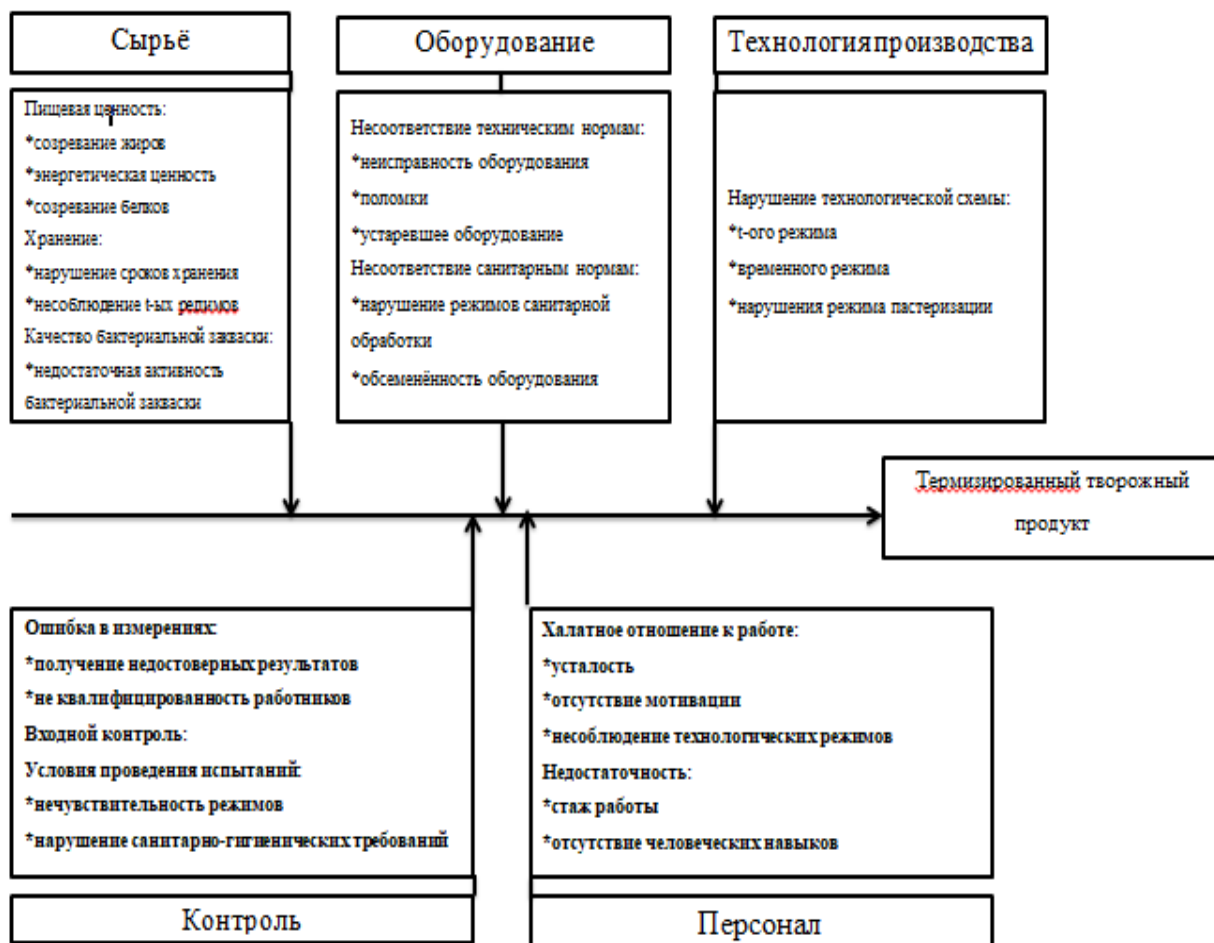 Сырьё
Пищевая ценность:
*созревание жиров
*энергетическая ценность
*созревание белков
Хранение:
*нарушение сроков хранения
*несоблюдение t-ых редимов
Качество бактериальной закваски:
*недостаточная активность
бактериальной закваски
Оборудование
Несоответствие техническим нормам:
*неисправность оборудования
*поломки
*устаревшее оборудование
Несоответствие санитарным нормам:
*нарушение режимов санитарной
обработки
*обсеменённость оборудования
Технология производства
Нарушение технологической схемы:
*t-ого режима
*временного режима
*нарушения режима пастеризации
Термизированный творожный
продукт
Ошибка в измерениях:
*получение недостоверных результатов
*не квалифицированность работников
Входной контроль:
Условия проведения испытаний:
*нечувствительность режимов
*нарушение санитарно-гигиенических требований
Контроль
Халатное отношение к работе:
*усталость
*отсутствие мотивации
*несоблюдение технологических режимов
Недостаточность:
*стаж работы
*отсутствие человеческих навыков
Персонал